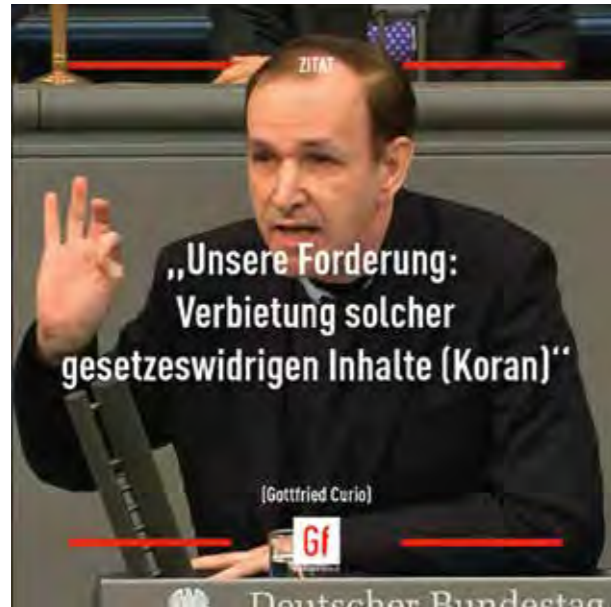 ZITAT
„Unsere Forderung:
Verbietung solcher
gesetzeswidrigen Inhalte (Koran)“
(Gottfried Curio)
Gf
Deutscher Bundestag